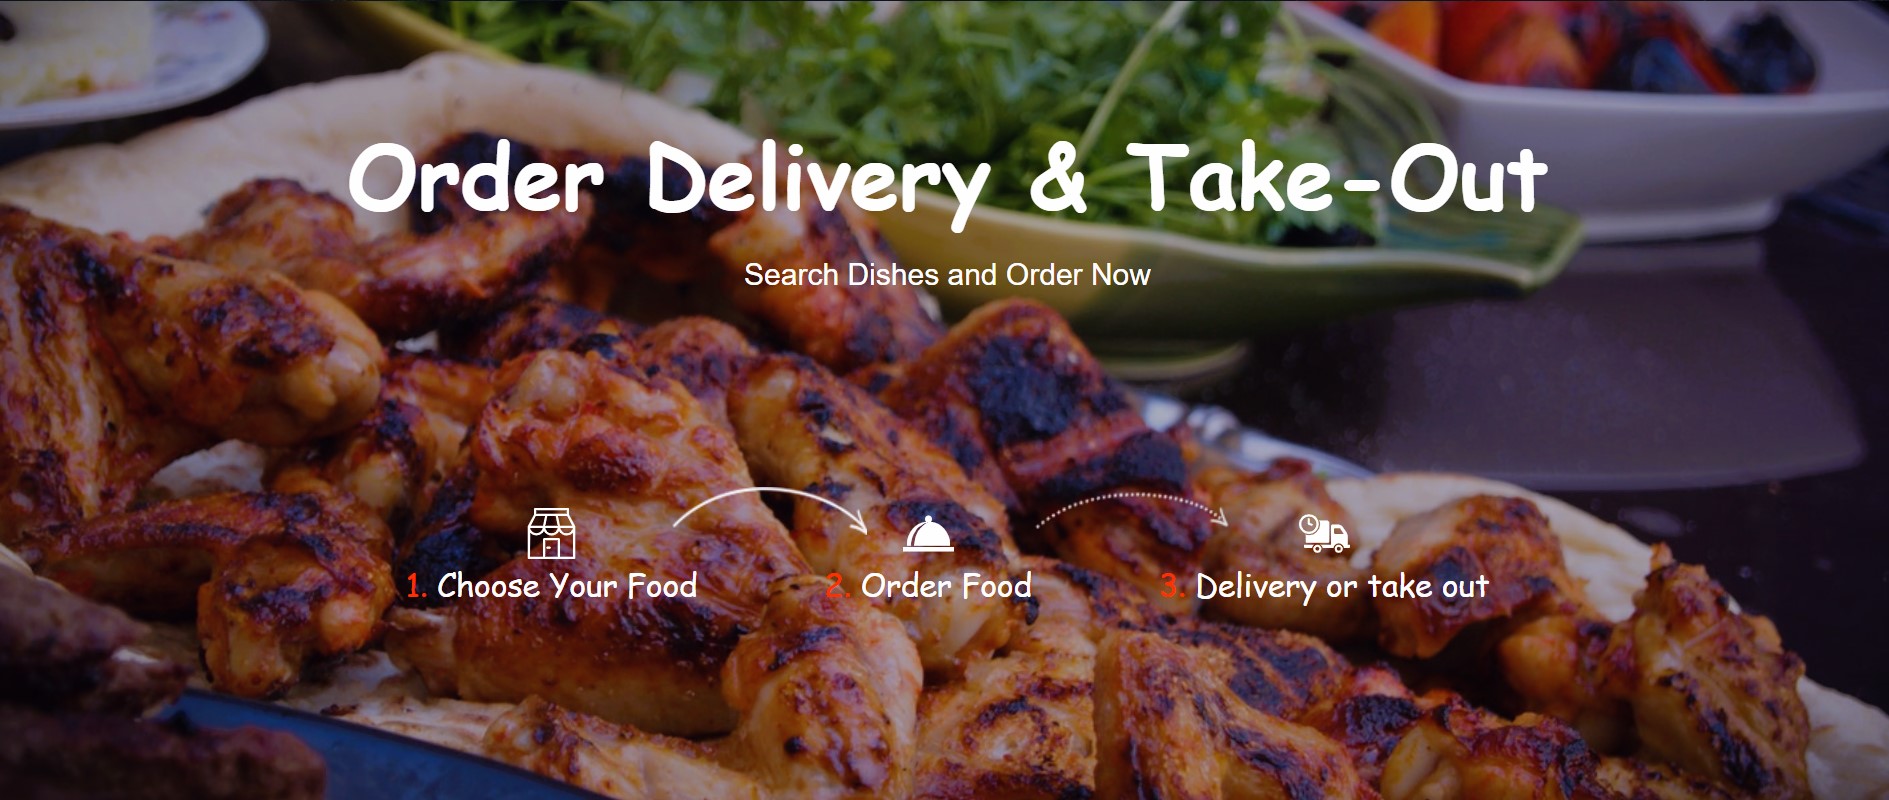 Order Delivery & Take-Out
Search Dishes and Order Now
1. Choose Your Food
2. Order Food
3. Delivery or take out